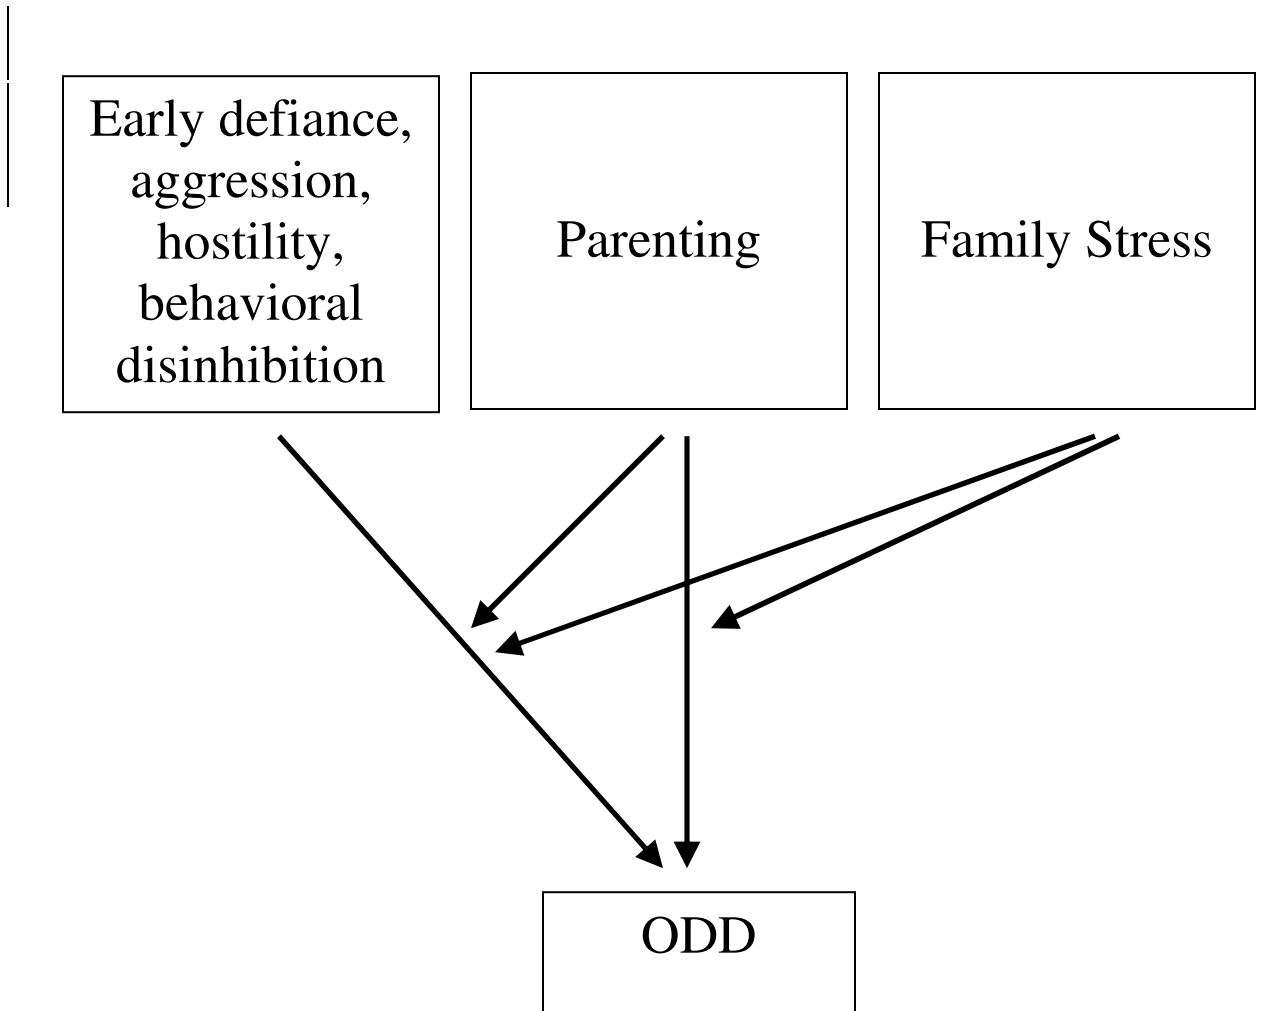 Early defiance,
aggression,
hostility,
behavioral
disinhibition
Parenting
Family Stress
ODD